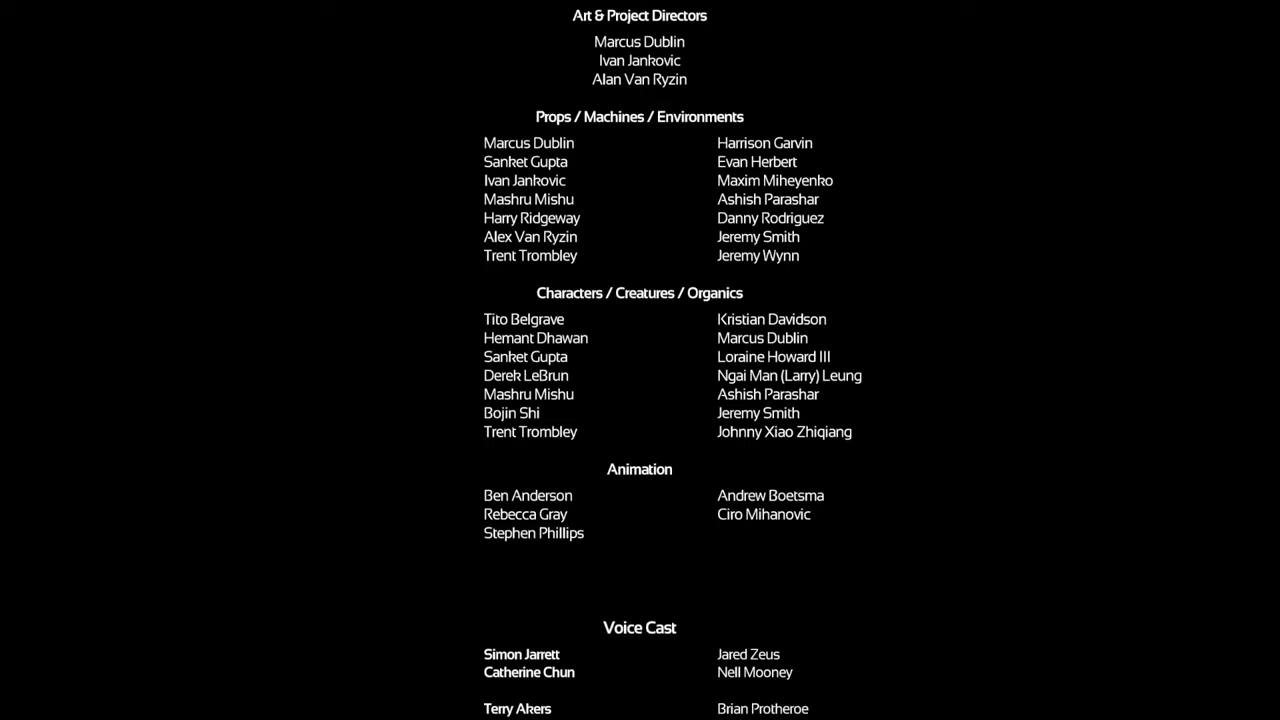 Art & Project Directors
Marcus Dublin
Ivan Jankovic
Alan Van Ryzin
Props / Machines / Environments
Marcus Dublin Harrison Garvin
Sanket Gupta Evan Herbert
Ivan Jankovic Maxim Miheyenko
Mashru Mishu Ashish Parashar
Harry Ridgeway Danny Rodriguez
Alex Van Ryzin Jeremy Smith
Trent Trombley Jeremy Wynn
Characters / Creatures / Organics
Tito Belgrave Kristian Davidson
Hemant Dhawan Marcus Dublin
Sanket Gupta Loraine Howard III
Derek LeBrun Ngai Man (Larry) Leung
Mashru Mishu Ashish Parashar
Bojin Shi Jeremy Smith
Trent Trombley Johnny Xiao Zhiqiang
Animation
Ben Anderson Andrew Boetsma
Rebecca Gray Ciro Mihanovic
Stephen Phillips
Voice Cast
Simon Jarrett Jared Zeus
Catherine Chun Nell Mooney
Terry Akers Brian Protheroe